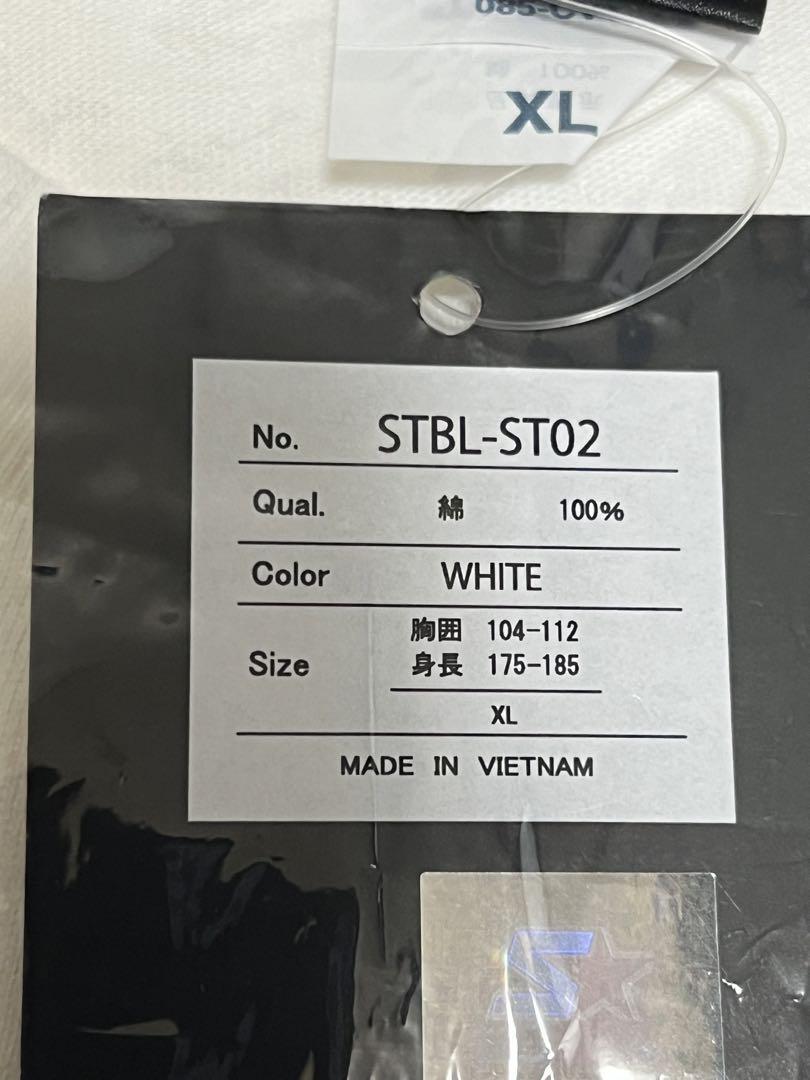 XL
No. STBL-ST02
Qual. 綿 100%
Color WHITE
Size
胸囲 104-112
身長 175-185
XL
MADE IN VIETNAM